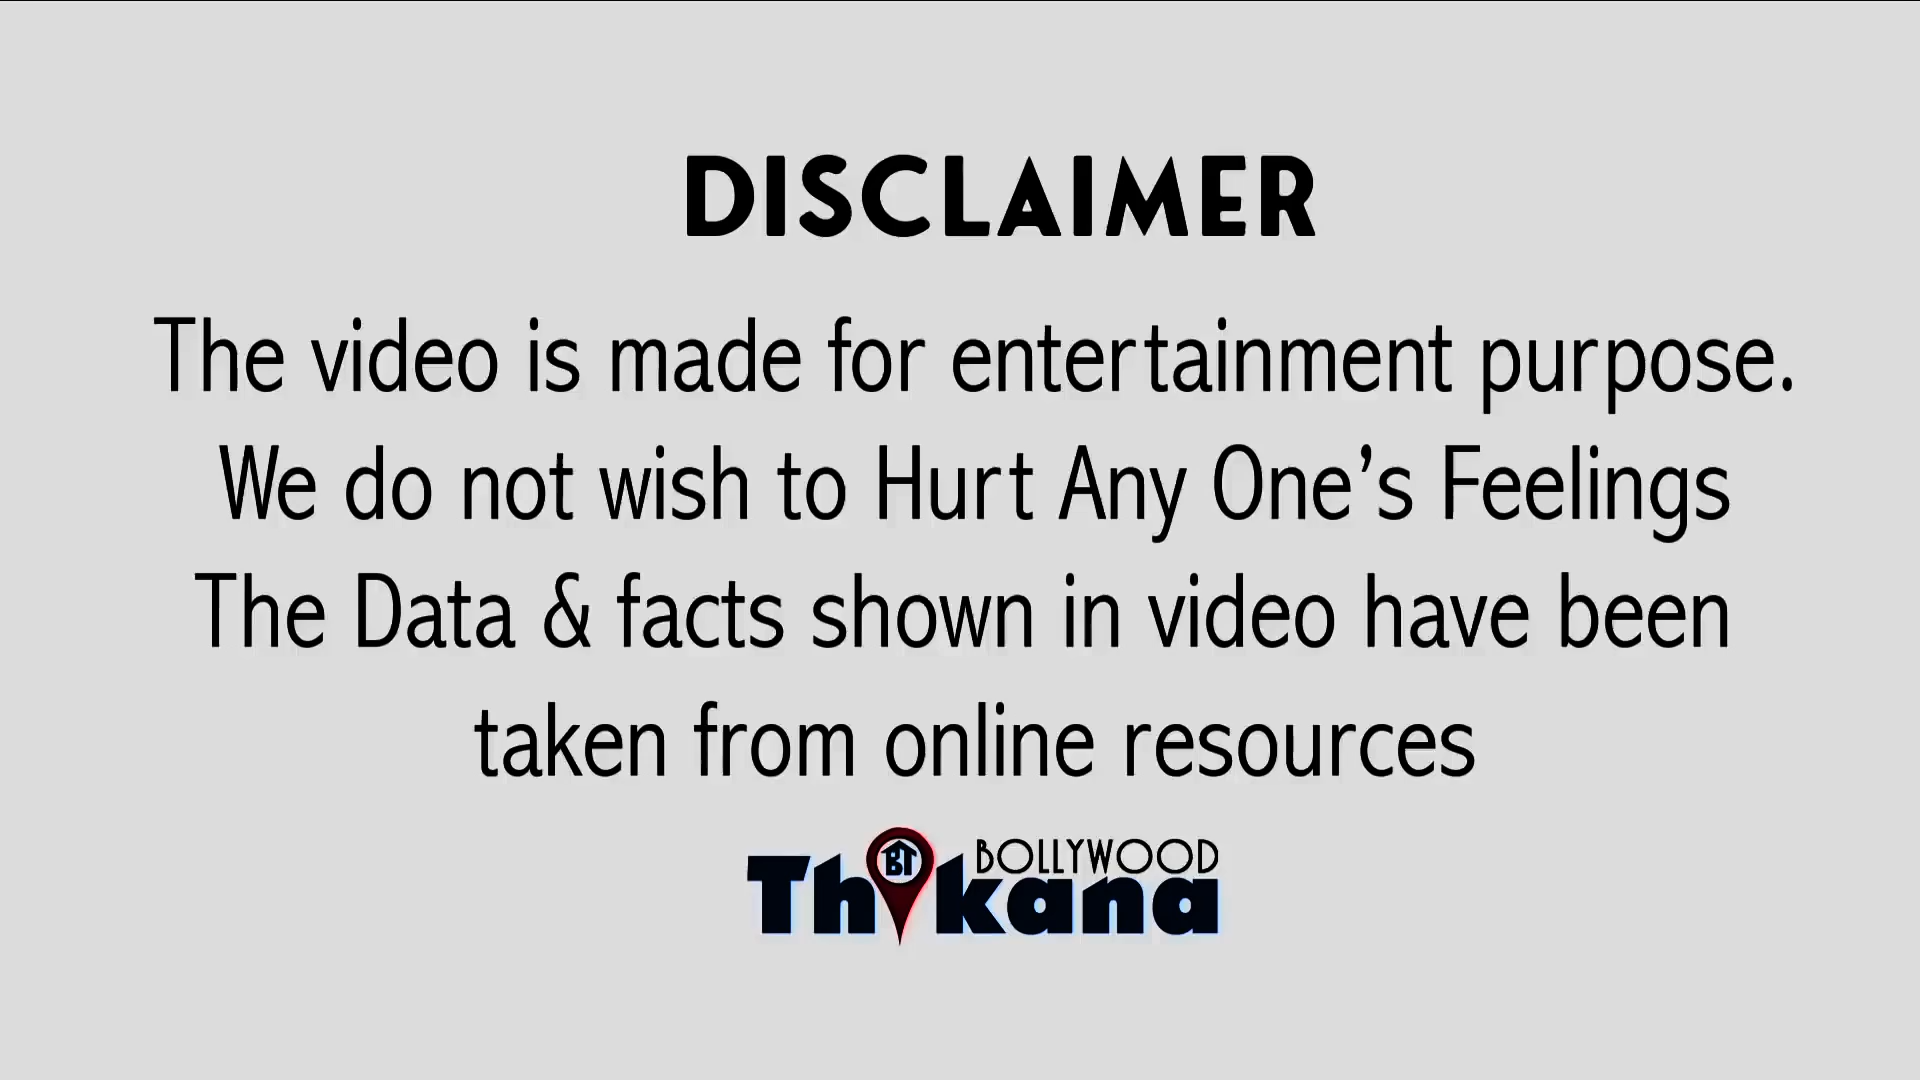 DISCLAIMER
The video is made for entertainment purpose.
We do not wish to Hurt Any One’s Feelings
The Data & facts shown in video have been
taken from online resources
BOLLYWOOD
BT
Thikana